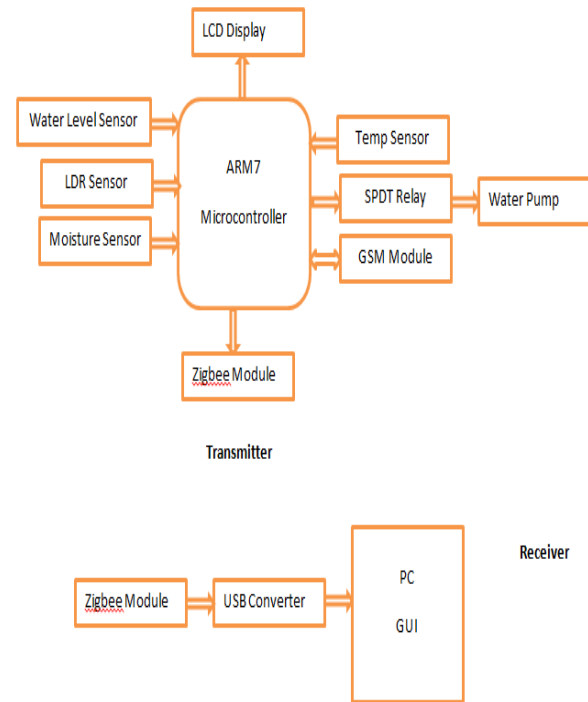 LCD Display
Water Level Sensor
LDR Sensor
Moisture Sensor
ARM7
Microcontroller
Temp Sensor
SPDT Relay
Water Pump
GSM Module
Zigbee Module
Transmitter
Receiver
Zigbee Module
USB Converter
PC
GUI